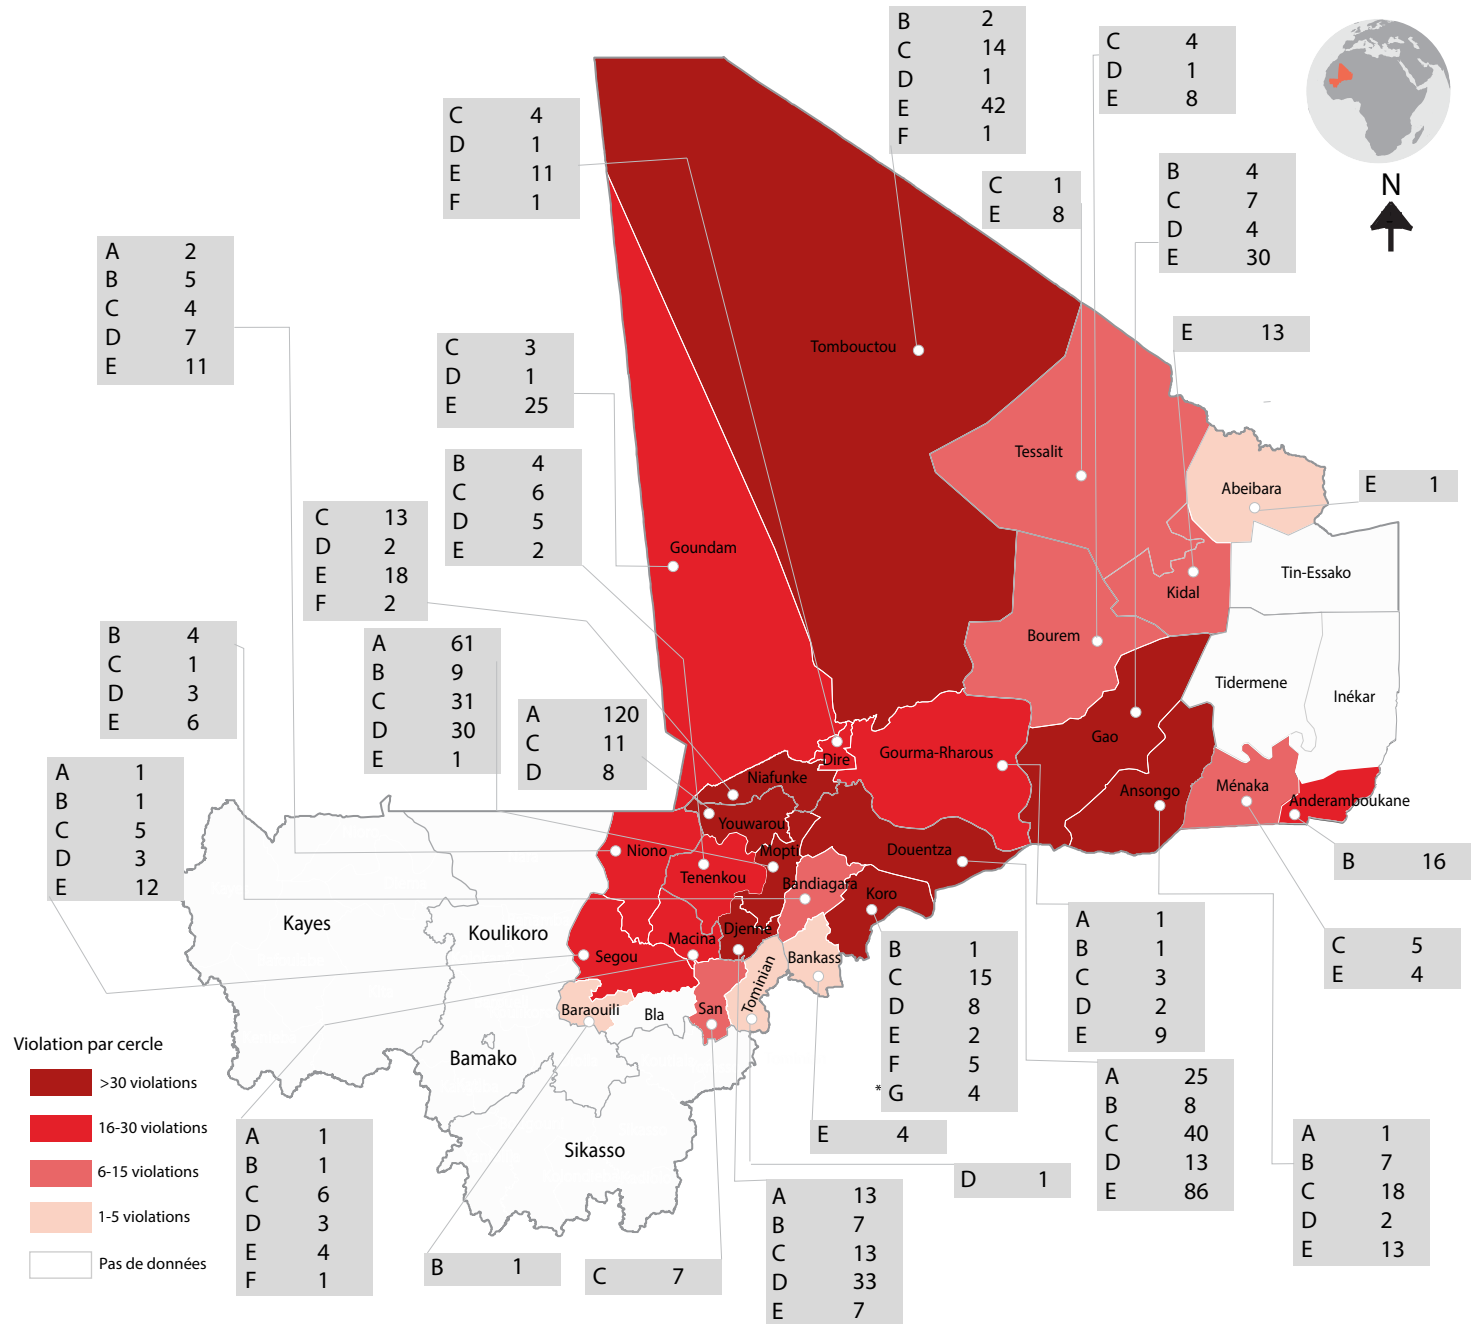 B 2
C 14
D 1
E 42
F 1
C 4
D 1
E 8
C 4
D 1
E 11
F 1
N
B 4
C 7
D 4
E 30
C 1
E 8
A 2
B 5
C 4
D 7
E 11
E 13
C 3
D 1
E 25
Tombouctou
B 4
C 6
D 5
E 2
Tessalit
Abeibara
E 1
C 13
D 2
E 18
F 2
Goundam
Tin-Essako
Kidal
B 4
C 1
D 3
E 6
A 61
B 9
C 31
D 30
E 1
Bourem
Tidermene
Inékar
A 120
C 11
D 8
Gao
Dire
Gourma-Rharous
A 1
B 1
C 5
D 3
E 12
Niafunke
Ansongo
Ménaka
Anderamboukane
Youwarou
Niono
Mopti
Douentza
B 16
Tenenkou
Bandiagara
Koro
Kayes
Koulikoro
Macina
Djenne
Segou
Bankass
Tominian
A 1
B 1
C 3
D 2
E 9
C 5
E 4
B 1
C 15
D 8
E 2
F 5
* G 4
Baraouili
Bla
San
Bamako
Sikasso
Violation par cercle
>30 violations
16-30 violations
6-15 violations
1-5 violations
Pas de données
A 25
B 8
C 40
D 13
E 86
A 1
B 1
C 6
D 3
E 4
F 1
E 4
A 1
B 7
C 18
D 2
E 13
D 1
A 13
B 7
C 13
D 33
E 7
B 1
C 7